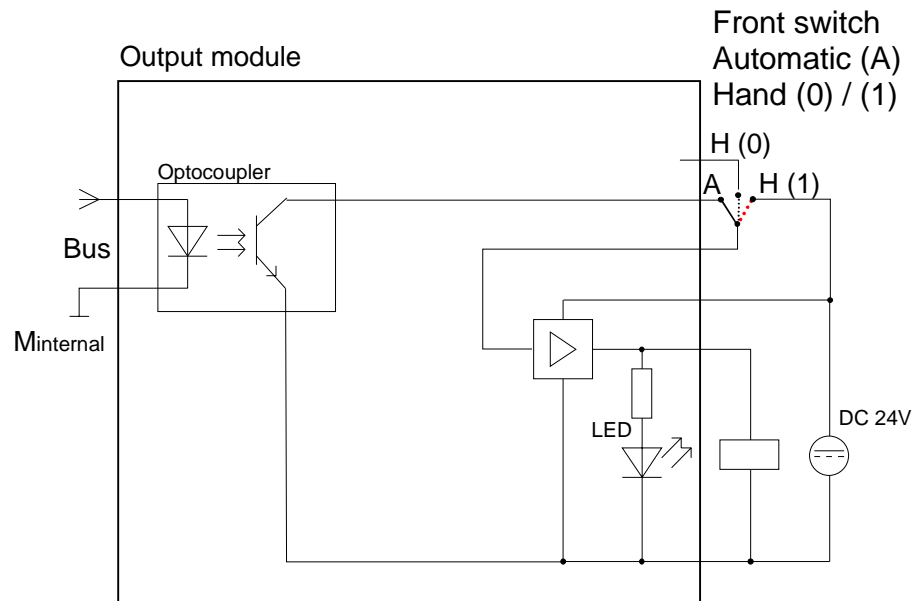 Front switch
Automatic (A)
Hand (0) / (1)
Output module
H (0)
Optocoupler
A
H (1)
Bus
Minternal
DC 24V
LED